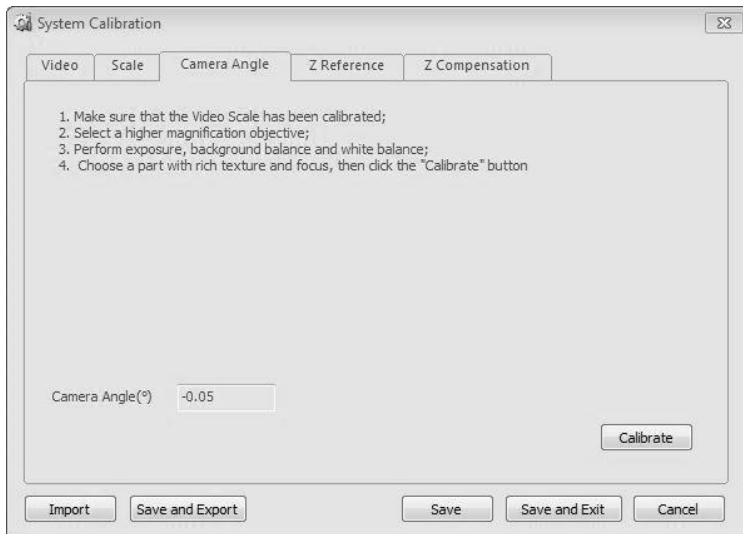 System Calibration
Video Scale Camera Angle Z Reference Z Compensation
1. Make sure that the Video Scale has been calibrated;
2. Select a higher magnification objective;
3. Perform exposure, background balance and white balance;
4. Choose a part with rich texture and focus, then click the "Calibrate" button
Camera Angle(°) -0.05
Calibrate
Import Save and Export Save Save and Exit Cancel